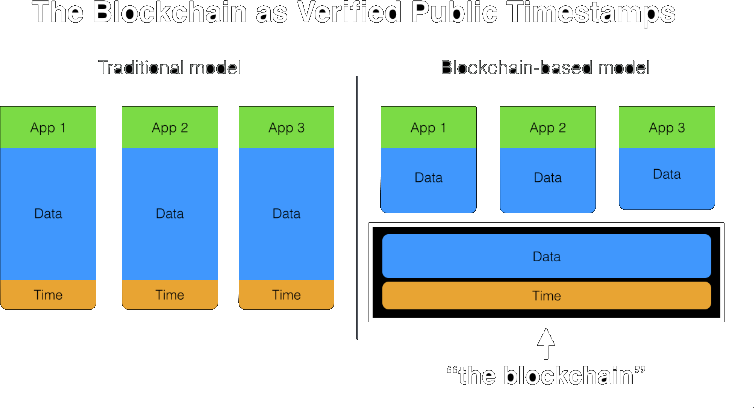 The Blockchain as Verified Public Timestamps
Traditional model
Blockchain-based model
App 1
App 2
App 3
App 1
App 2
App 3
Data
Data
Data
Data
Data
Data
Data
Time
Time
Time
Time
“the blockchain”